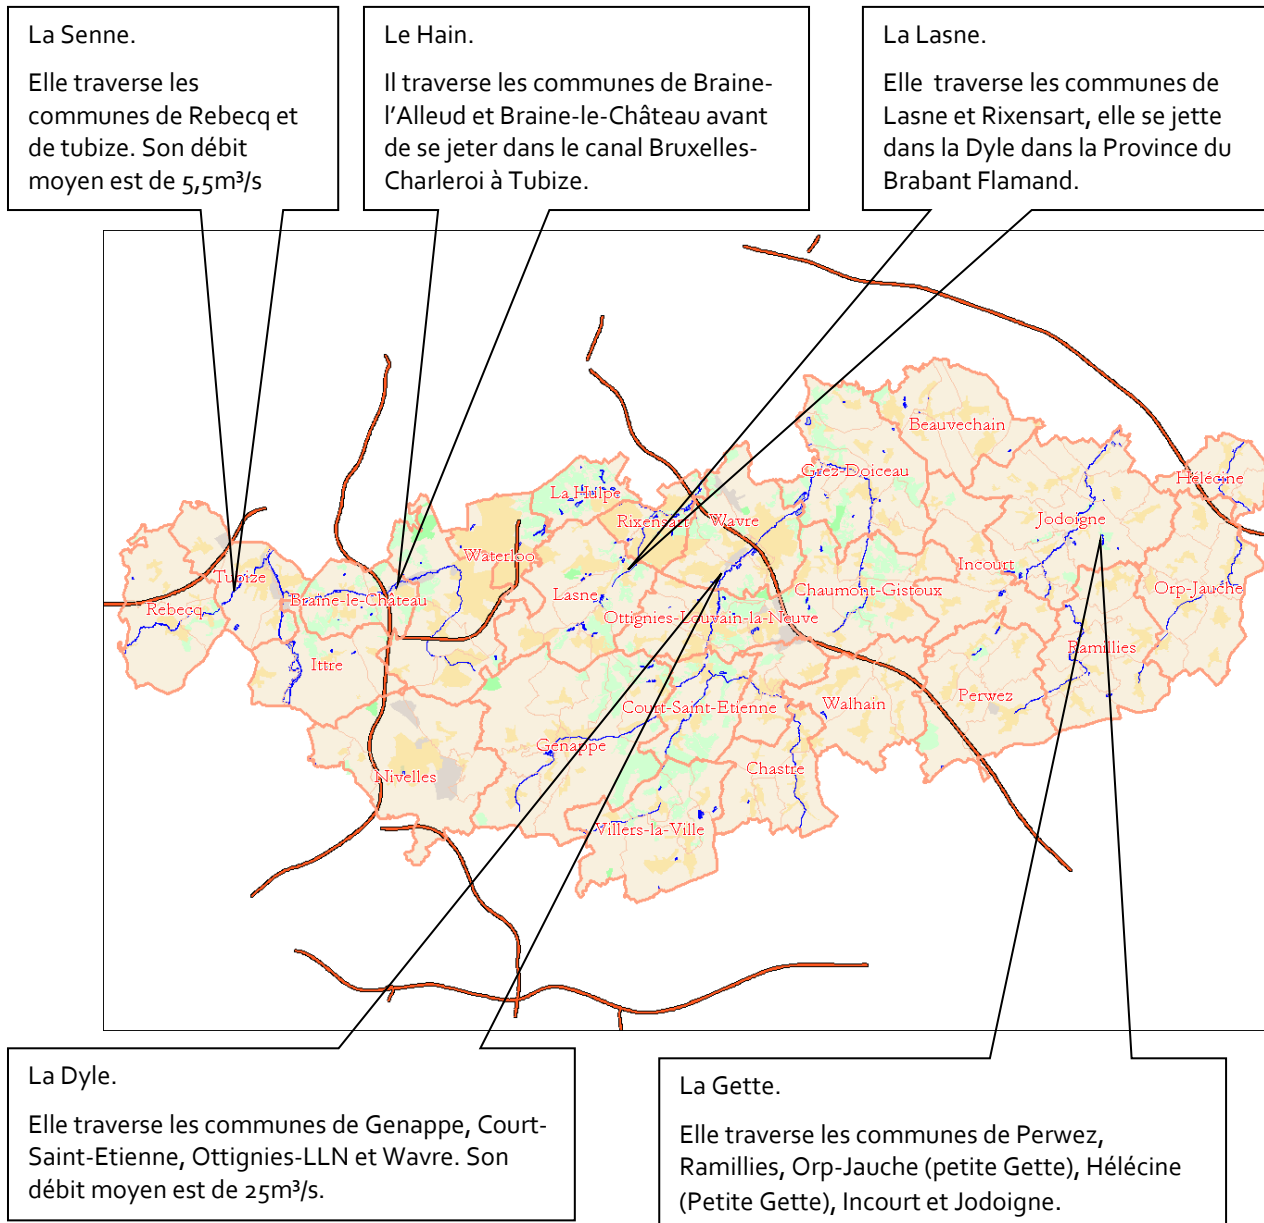 La Senne.
Elle traverse les
communes de Rebecq et
de tubize. Son débit
moyen est de 5,5m³/s
Le Hain.
Il traverse les communes de Braine-
l'Alleud et Braine-le-Château avant
de se jeter dans le canal Bruxelles-
Charleroi à Tubize.
La Lasne.
Elle  traverse les communes de
Lasne et Rixensart, elle se jette
dans la Dyle dans la Province du
Brabant Flamand.
Beauvechain
Grez-Doiceau
Hélécine
La Hulpe
Rixensart
Wavre
Jodoigne
Waterloo
Incourt
Tubize
Rebecq
Braine-le-Château
Lasne
Chaumont-Gistoux
Orp-Jauche
Ottignies-Louvain-la-Neuve
Ittre
Ramillies
Perwez
Court-Saint-Etienne
Walhain
Genappe
Nivelles
Chastre
Villers-la-Ville
La Dyle.
Elle traverse les communes de Genappe, Court-
Saint-Etienne, Ottignies-LLN et Wavre. Son
débit moyen est de 25m³/s.
La Gette.
Elle traverse les communes de Perwez,
Ramillies, Orp-Jauche (petite Gette), Hélécine
(Petite Gette), Incourt et Jodoigne.